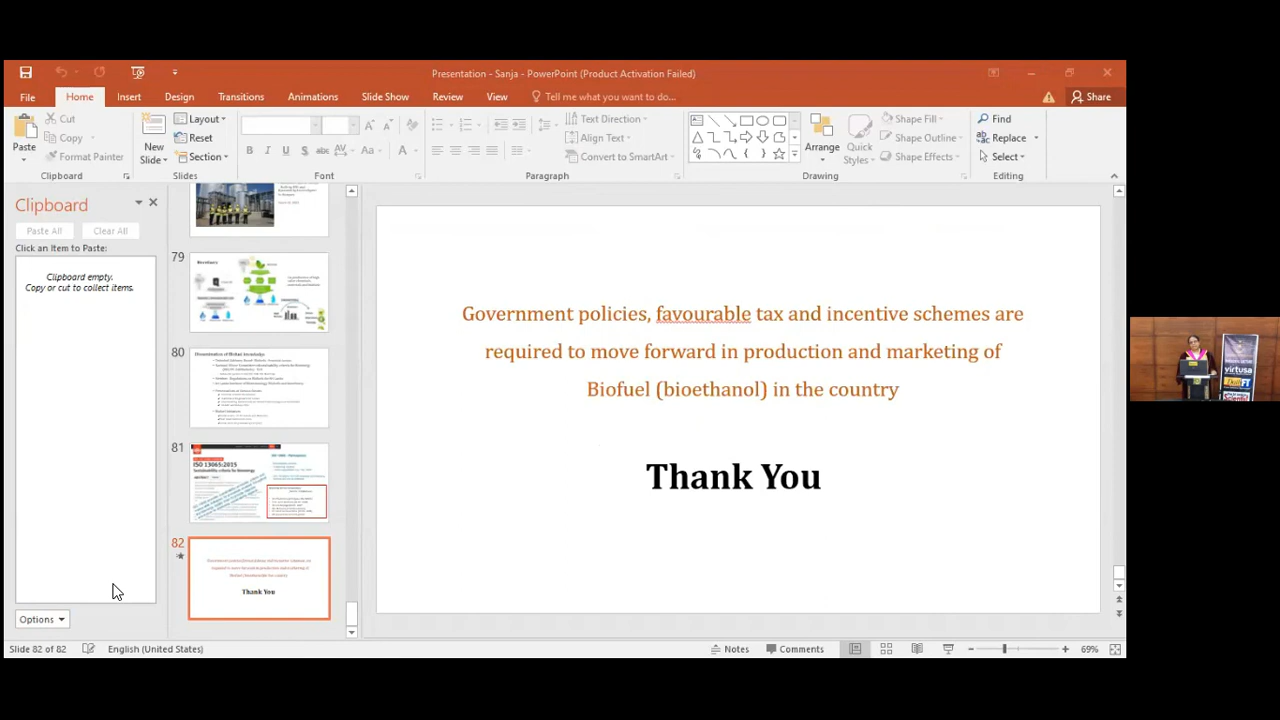 Presentation - Sanja - PowerPoint (Product Activation Failed)
File Home Insert Design Transitions Animations Slide Show Review View Tell me what you want to do... Share
Paste
Cut
Copy
Format Painter
Clipboard
New Slide
Layout
Reset
Section
Slides
Font
Text Direction
Align Text
Convert to SmartArt
Paragraph
Arrange
Quick Styles
Shape Fill
Shape Outline
Shape Effects
Drawing
Find
Replace
Select
Editing
Clipboard
Paste All Clear All
Click an Item to Paste:
Clipboard empty.
Copy or cut to collect items.
Options
79
80
81
ISO 13065:2015
82
Thank You
Government policies, favourable tax and incentive schemes are
required to move forward in production and marketing of
Biofuel (bioethanol) in the country
Thank You
virtusa
Slide 82 of 82 English (United States) Notes Comments 69%